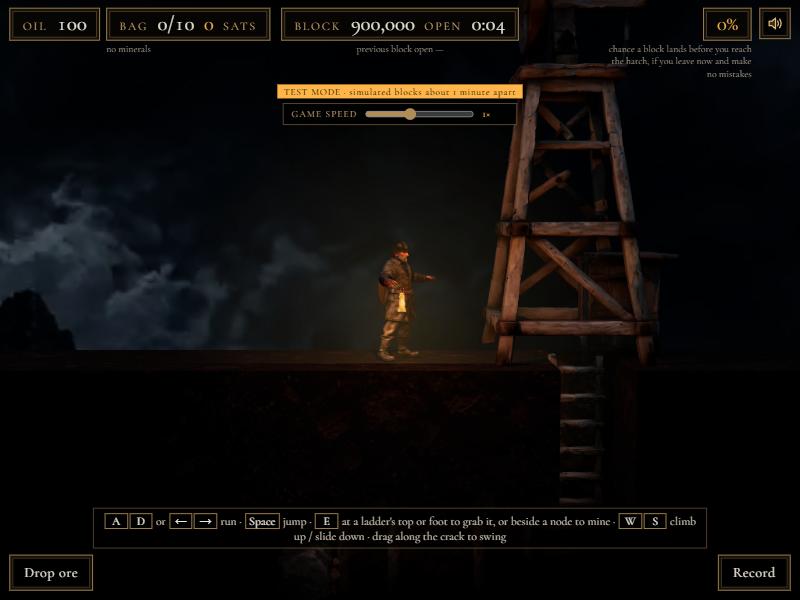 OIL 100
BAG 0/10 0 SATS
BLOCK 900,000 OPEN 0:04
0%
no minerals
previous block open —
chance a block lands before you reach
the hatch, if you leave now and make
no mistakes
TEST MODE · simulated blocks about 1 minute apart
GAME SPEED 1×
A D or ← → run · Space jump · E at a ladder's top or foot to grab it, or beside a node to mine · W S climb
up / slide down · drag along the crack to swing
Drop ore
Record